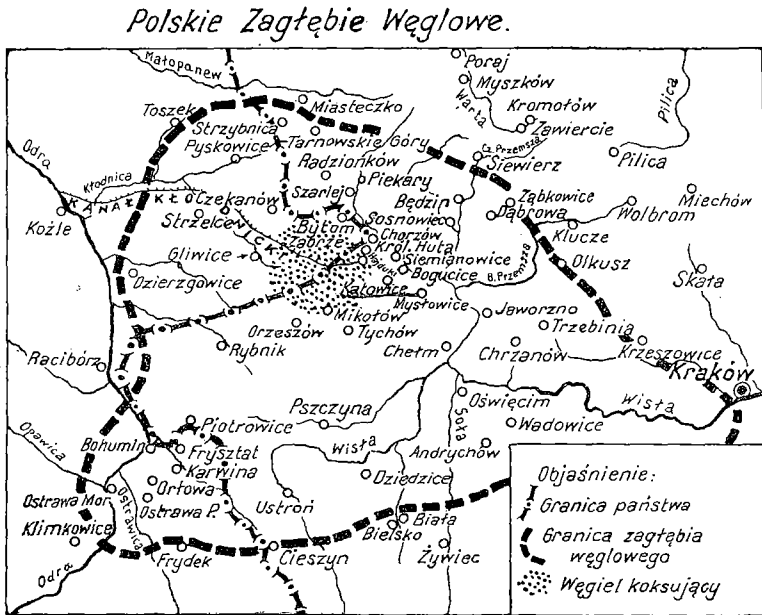 Polskie Zagłębie Węglowe.
Małopanew
Poraj
Myszków
Warta
Kromołów
Zawiercie
Pilica
Miasteczko
Toszek
Strzybnica
Tarnowskie Góry
Pyskowice
Cz. Przemsza
Siewierz
Pilica
Odra
Kłodnica
Radzionków
Szarlej
Piekary
Będzin
Ząbkowice
Dąbrowa
Miechów
Wolbrom
KANAŁ KŁODNICKI
Koźle
Czekanów
Strzelce
Bytom
Sosnowiec
Chorzów
Zabrze
Król. Huta
Siemianowice
Klucze
Gliwice
Hajduki
Bogucice
B. Przemsza
Olkusz
Skała
Dzierzgowice
Katowice
Mysłowice
Mikołów
Jaworzno
Orzeszów
Tychów
Trzebinia
Rybnik
Chełm
Chrzanów
Krzeszowice
Racibórz
Kraków
Pszczyna
Oświęcim
Wisła
Piotrowice
Soła
Wadowice
Opawica
Bohumin
Frysztat
Wisła
Andrychów
Karwina
Dziedzice
Ostrawa Mor.
Orłowa
Ostrawica
Ostrawa P.
Ustroń
Klimkowice
Biała
Bielsko
Odra
Frydek
Cieszyn
Żywiec
Objaśnienie:
Granica państwa
Granica zagłębia
węglowego
Węgiel koksujący